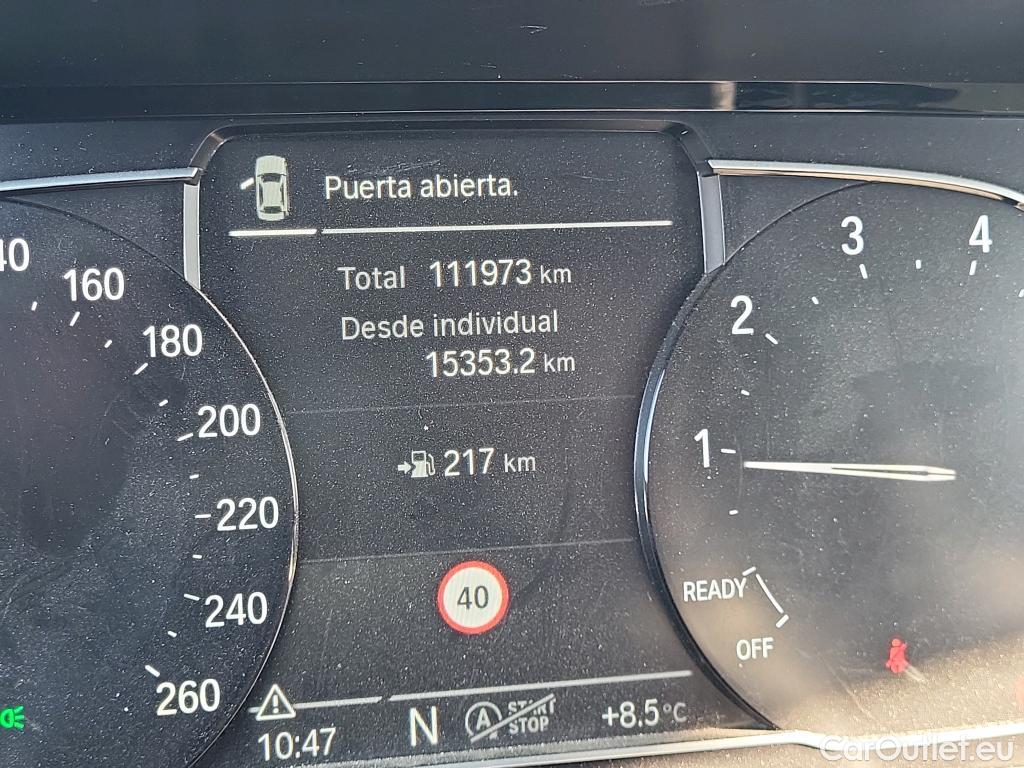 Puerta abierta.
Total 111973 km
Desde individual
15353.2 km
217 km
40
10:47 N START STOP +8.5°C
40
160
180
200
220
240
260
1
2
3
4
READY
OFF
CarOutlet.eu